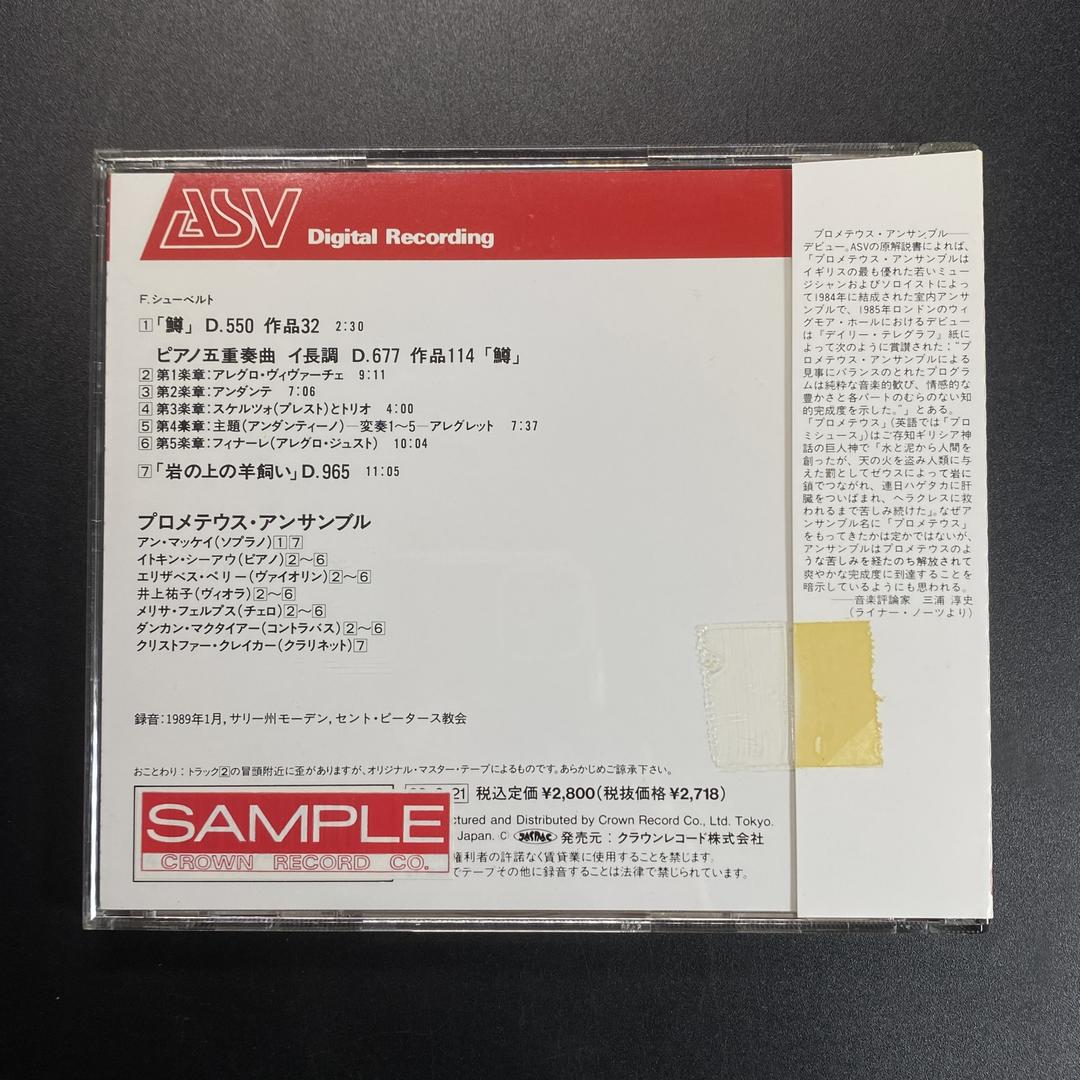 ASV
Digital Recording
F.シューベルト
1「鱒」 D.550 作品32 2:30
ピアノ五重奏曲 イ長調 D.677 作品114「鱒」
2 第1楽章:アレグロ・ヴィヴァーチェ 9:11
3 第2楽章:アンダンテ 7:06
4 第3楽章:スケルツォ(プレスト)とトリオ 4:00
5 第4楽章:主題(アンダンティーノ)—変奏1〜5—アレグレット 7:37
6 第5楽章:フィナーレ(アレグロ・ジュスト) 10:04
7「岩の上の羊飼い」D.965 11:05
プロメテウス・アンサンブル
アン・マッケイ(ソプラノ)1 7
イトキン・シーアウ(ピアノ)2〜6
エリザベス・ペリー(ヴァイオリン)2〜6
井上祐子(ヴィオラ)2〜6
メリサ・フェルプス(チェロ)2〜6
ダンカン・マクタイアー(コントラバス)2〜6
クリストファー・クレイカー(クラリネット)7
録音:1989年1月, サリー州モーデン, セント・ピータース教会
おことわり:トラック2の冒頭附近に歪がありますが、オリジナル・マスター・テープによるものです。あらかじめご諒承下さい。
21 税込定価¥2,800(税抜価格¥2,718)
ctured and Distributed by Crown Record Co., Ltd. Tokyo.
Japan. C JASRAC 発売元:クラウンレコード株式会社
権利者の許諾なく賃貸業に使用することを禁じます。
でテープその他に録音することは法律で禁じられています。
SAMPLE
CROWN RECORD CO.
プロメテウス・アンサンブル——
デビュー。ASVの原解説書によれば、
「プロメテウス・アンサンブルは
イギリスの最も優れた若いミュー
ジシャンおよびソロイストによっ
て1984年に結成された室内アンサ
ンブルで、1985年ロンドンのウィ
グモア・ホールにおけるデビュー
は『デイリー・テレグラフ』紙に
よって次のように賞讃された:“プ
ロメテウス・アンサンブルによる
見事にバランスのとれたプログラ
ムは純粋な音楽的歓び、情感的な
豊かさと各パートのむらのない知
的完成度を示した。”」とある。
「プロメテウス」(英語では「プロ
ミシュース」)はご存知ギリシア神
話の巨人神で「水と泥から人間を
創ったが、天の火を盗み人類に与
えた罰としてゼウスによって岩に
鎖でつながれ、連日ハゲタカに肝
臓をついばまれ、ヘラクレスに救
われるまで苦しみ続けた」。なぜア
ンサンブル名に「プロメテウス」
をもってきたかは定かではないが、
アンサンブルはプロメテウスのよ
うな苦しみを経たのち解放されて
爽やかな完成度に到達することを
暗示しているようにも思われる。
——音楽評論家 三浦 淳史
(ライナー・ノーツより)